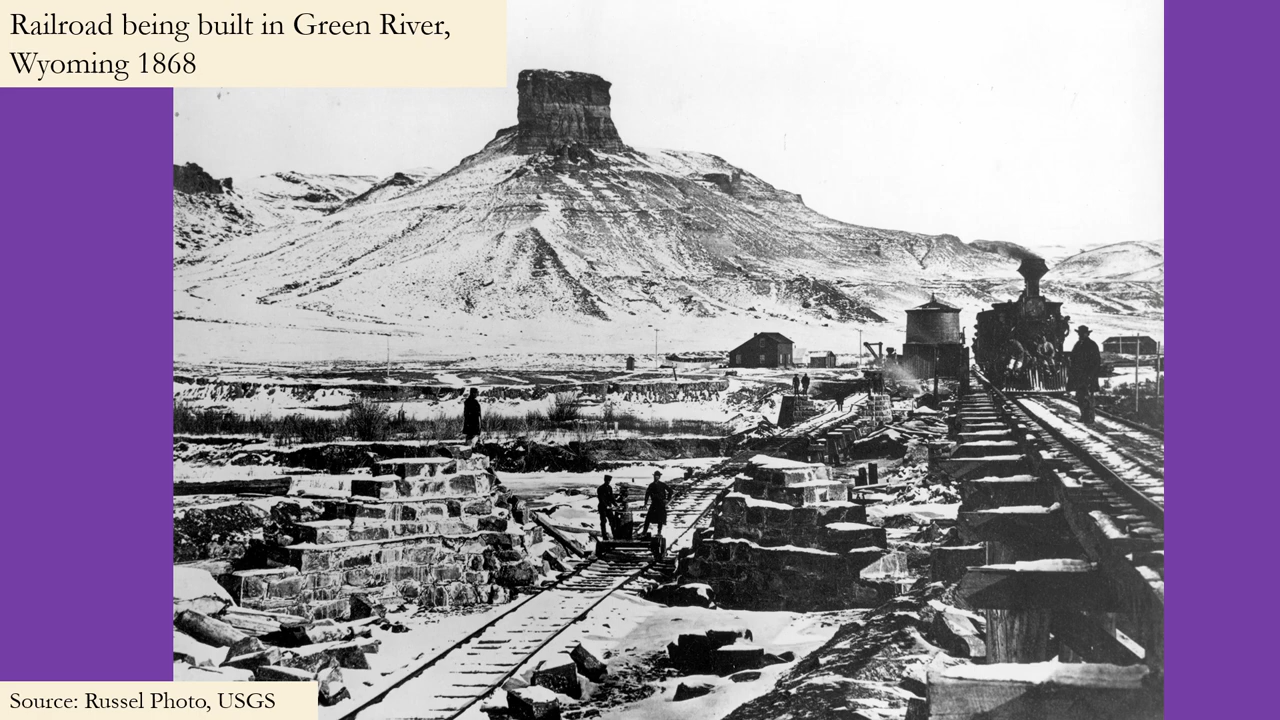 Railroad being built in Green River,
Wyoming 1868
Source: Russel Photo, USGS